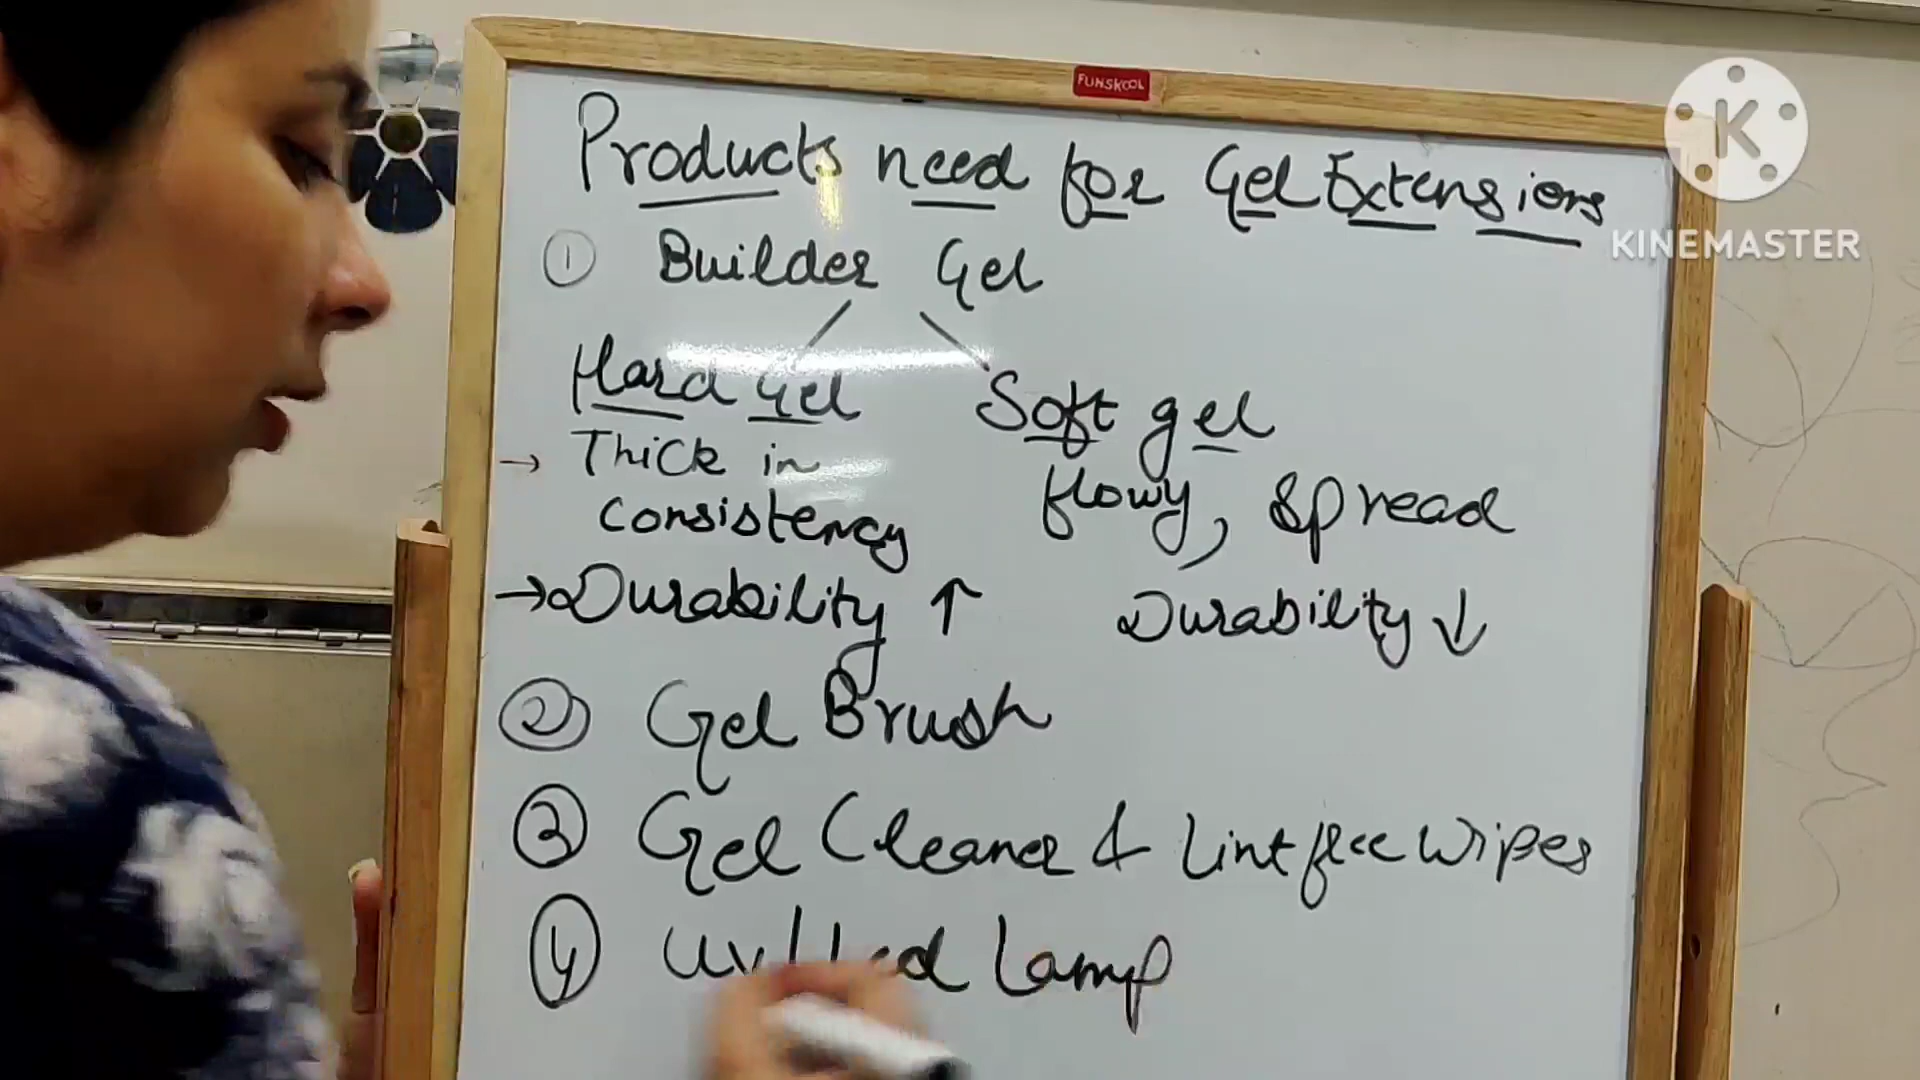 FUNSKOOL
KINEMASTER
Products need for Gel Extensions
① Builder Gel
Hard Gel
Soft gel
→ Thick in
consistency
flowy, spread
→ Durability ↑
Durability ↓
② Gel Brush
③ Gel Cleaner & Lint free Wipes
④ UV/Led Lamp